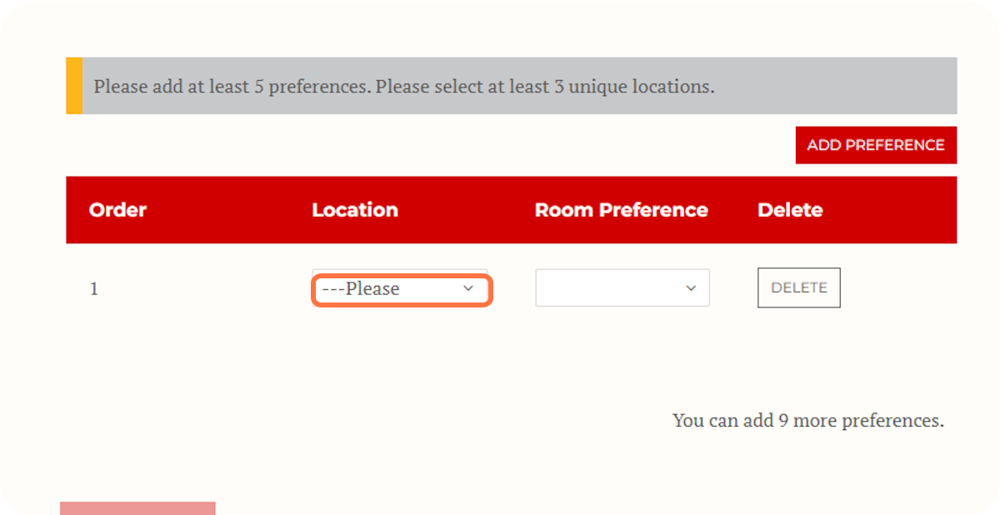 Please add at least 5 preferences. Please select at least 3 unique locations.
ADD PREFERENCE
Order Location Room Preference Delete
1 ---Please DELETE
You can add 9 more preferences.